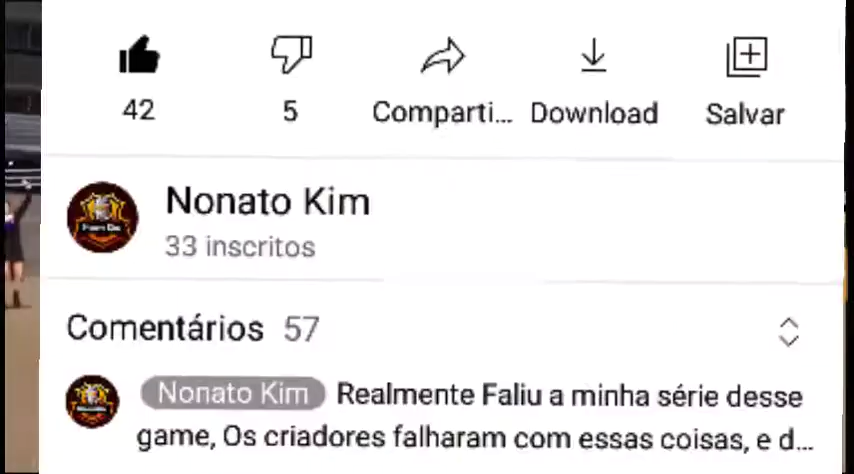 42 5 Comparti... Download Salvar
Nonato Kim
33 inscritos
Comentários 57
Nonato Kim Realmente Faliu a minha série desse
game, Os criadores falharam com essas coisas, e d...